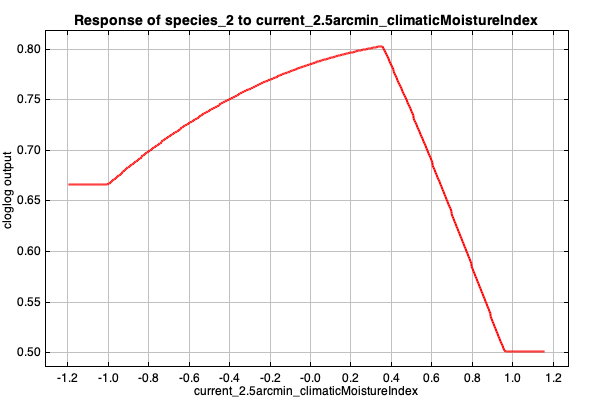 Response of species_2 to current_2.5arcmin_climaticMoistureIndex
0.80
0.75
0.70
0.65
0.60
0.55
0.50
cloglog output
-1.2 -1.0 -0.8 -0.6 -0.4 -0.2 -0.0 0.2 0.4 0.6 0.8 1.0 1.2
current_2.5arcmin_climaticMoistureIndex